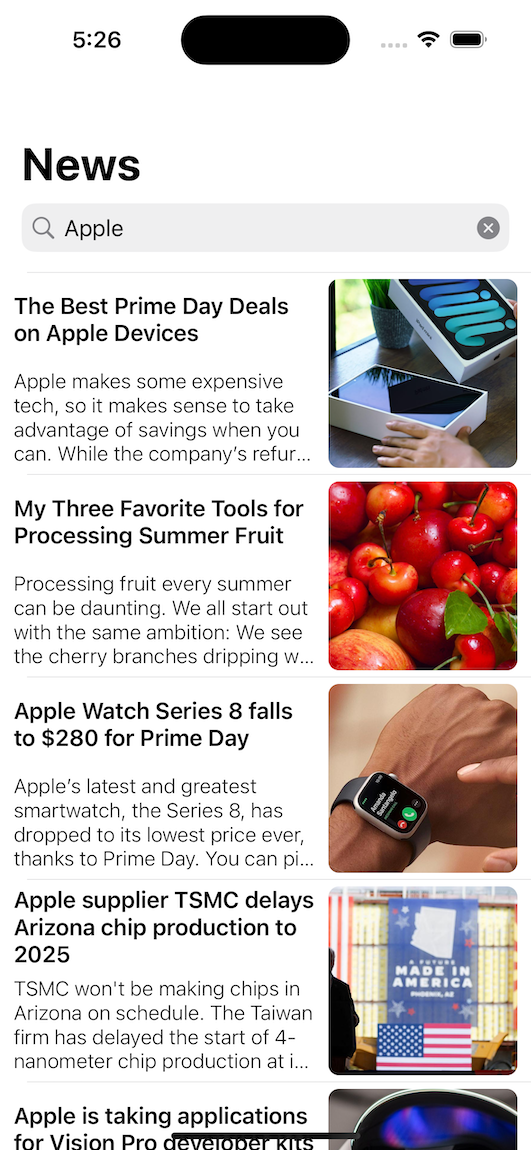 5:26
News
Apple
The Best Prime Day Deals
on Apple Devices
Apple makes some expensive
tech, so it makes sense to take
advantage of savings when you
can. While the company’s refur...
My Three Favorite Tools for
Processing Summer Fruit
Processing fruit every summer
can be daunting. We all start out
with the same ambition: We see
the cherry branches dripping w...
Apple Watch Series 8 falls
to $280 for Prime Day
Apple’s latest and greatest
smartwatch, the Series 8, has
dropped to its lowest price ever,
thanks to Prime Day. You can pi...
Amanda
Santangelo
Apple supplier TSMC delays
Arizona chip production to
2025
TSMC won't be making chips in
Arizona on schedule. The Taiwan
firm has delayed the start of 4-
nanometer chip production at i...
A FUTURE
MADE IN
AMERICA
PHOENIX, AZ
Apple is taking applications
for Vision Pro developer kits